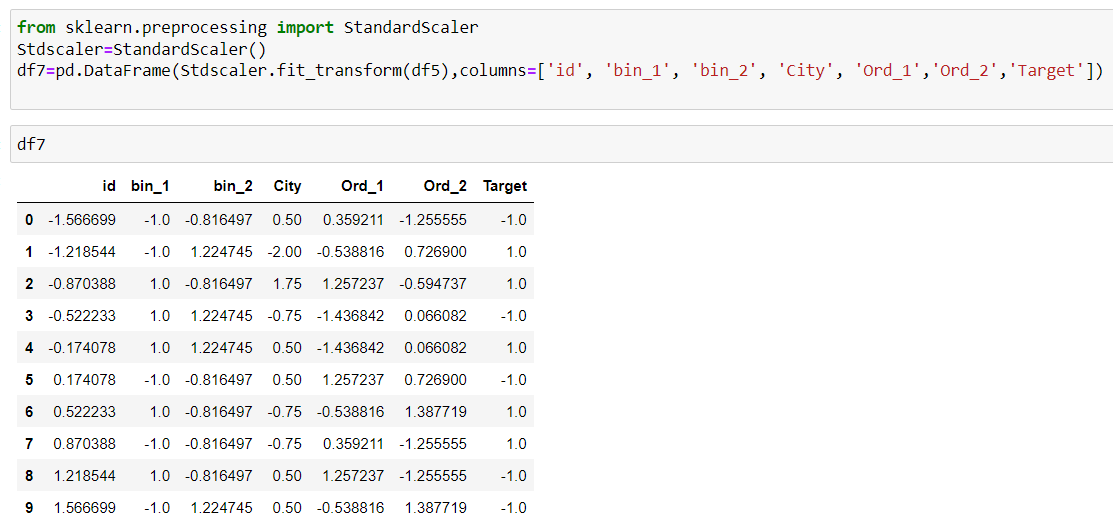 from sklearn.preprocessing import StandardScaler
Stdscaler=StandardScaler()
df7=pd.DataFrame(Stdscaler.fit_transform(df5),columns=['id', 'bin_1', 'bin_2', 'City', 'Ord_1','Ord_2','Target'])
df7
id bin_1 bin_2 City Ord_1 Ord_2 Target
0 -1.566699 -1.0 -0.816497 0.50 0.359211 -1.255555 -1.0
1 -1.218544 -1.0 1.224745 -2.00 -0.538816 0.726900 1.0
2 -0.870388 1.0 -0.816497 1.75 1.257237 -0.594737 1.0
3 -0.522233 1.0 1.224745 -0.75 -1.436842 0.066082 -1.0
4 -0.174078 1.0 1.224745 0.50 -1.436842 0.066082 1.0
5 0.174078 -1.0 -0.816497 0.50 1.257237 0.726900 -1.0
6 0.522233 1.0 -0.816497 -0.75 -0.538816 1.387719 1.0
7 0.870388 -1.0 -0.816497 -0.75 0.359211 -1.255555 1.0
8 1.218544 1.0 -0.816497 0.50 1.257237 -1.255555 -1.0
9 1.566699 -1.0 1.224745 0.50 -0.538816 1.387719 -1.0